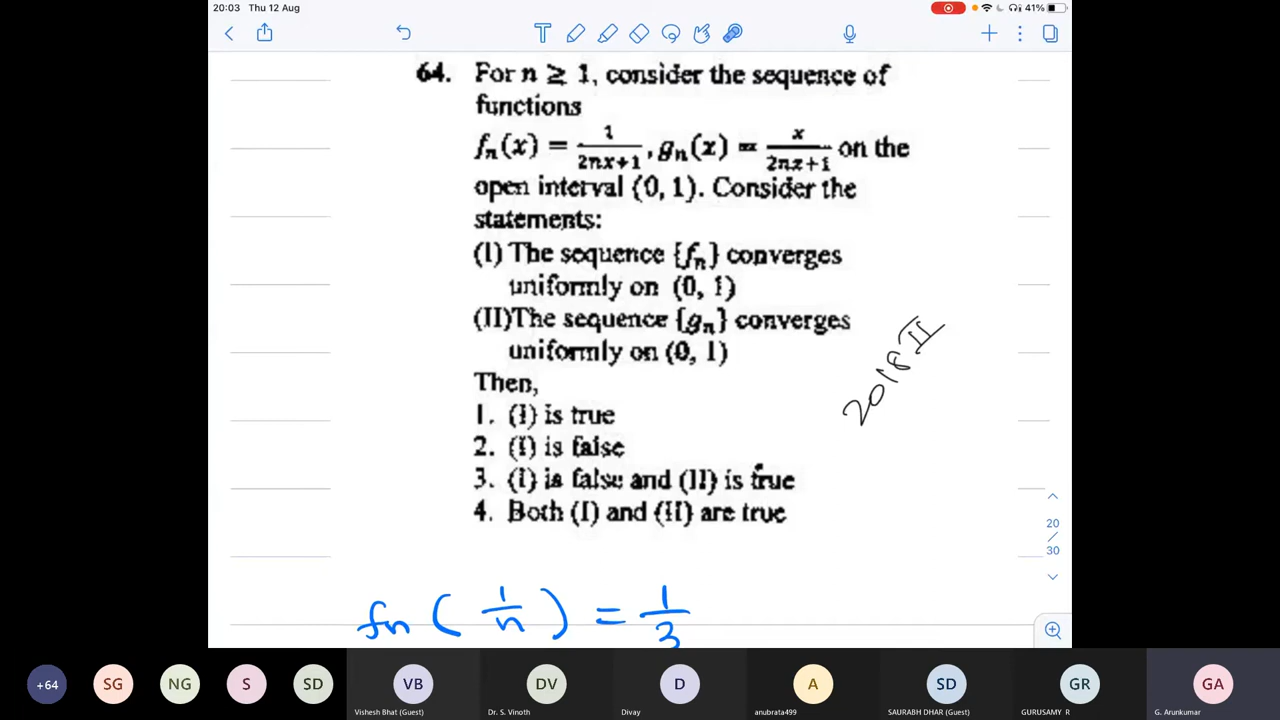 20:03 Thu 12 Aug
41%
64. For n ≥ 1, consider the sequence of
functions
fₙ(x) = 1/(2nx+1), gₙ(x) = x/(2nx+1) on the
open interval (0, 1). Consider the
statements:
(I) The sequence {fₙ} converges
uniformly on (0, 1)
(II)The sequence {gₙ} converges
uniformly on (0, 1)
2018 II
Then,
1. (I) is true
2. (I) is false
3. (I) is false and (II) is true
4. Both (I) and (II) are true
20
/
30
fn ( 1/n ) = 1/3
+64
SG
NG
S
SD
VB
DV
D
A
SD
GR
GA
Vishesh Bhat (Guest)
Dr. S. Vinoth
Divay
anubrata499
SAURABH DHAR (Guest)
GURUSAMY R
G. Arunkumar